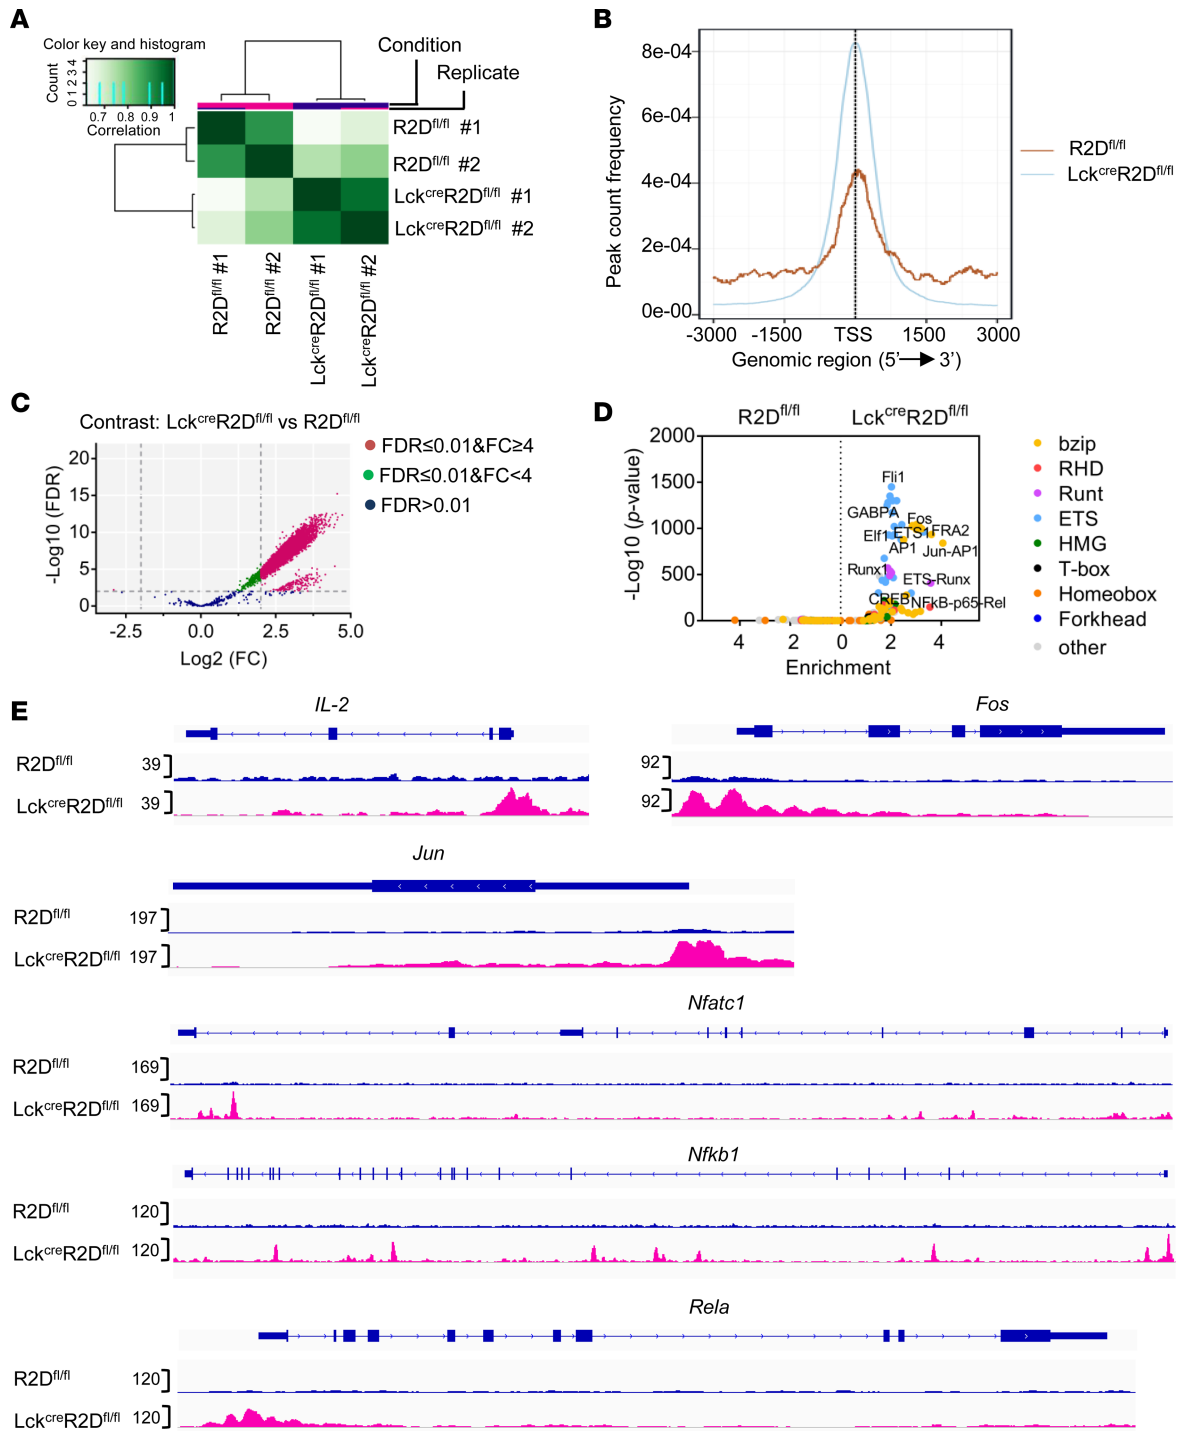 A
Color key and histogram
Count
0 1 2 3 4
0.7 0.8 0.9 1
Correlation
Condition
Replicate
R2Dfl/fl #1
R2Dfl/fl #2
LckcreR2Dfl/fl #1
LckcreR2Dfl/fl #2
R2Dfl/fl #1
R2Dfl/fl #2
LckcreR2Dfl/fl #1
LckcreR2Dfl/fl #2
B
Peak count frequency
8e-04
6e-04
4e-04
2e-04
0e-00
-3000 -1500 TSS 1500 3000
Genomic region (5' 3')
R2Dfl/fl
LckcreR2Dfl/fl
C
Contrast: LckcreR2Dfl/fl vs R2Dfl/fl
-Log10 (FDR)
20
15
10
5
0
-2.5 0.0 2.5 5.0
Log2 (FC)
FDR≤0.01&FC≥4
FDR≤0.01&FC<4
FDR>0.01
D
R2Dfl/fl LckcreR2Dfl/fl
-Log10 (p-value)
2000
1500
1000
500
0
4 2 0 2 4
Enrichment
Fli1
GABPA
Fos
Elf1
ETS1
FRA2
AP1
Jun-AP1
Runx1
ETS-Runx
CREB
NFkB-p65-Rel
bzip
RHD
Runt
ETS
HMG
T-box
Homeobox
Forkhead
other
E
IL-2
R2Dfl/fl 39
LckcreR2Dfl/fl 39
Fos
92
92
Jun
R2Dfl/fl 197
LckcreR2Dfl/fl 197
Nfatc1
R2Dfl/fl 169
LckcreR2Dfl/fl 169
Nfkb1
R2Dfl/fl 120
LckcreR2Dfl/fl 120
Rela
R2Dfl/fl 120
LckcreR2Dfl/fl 120